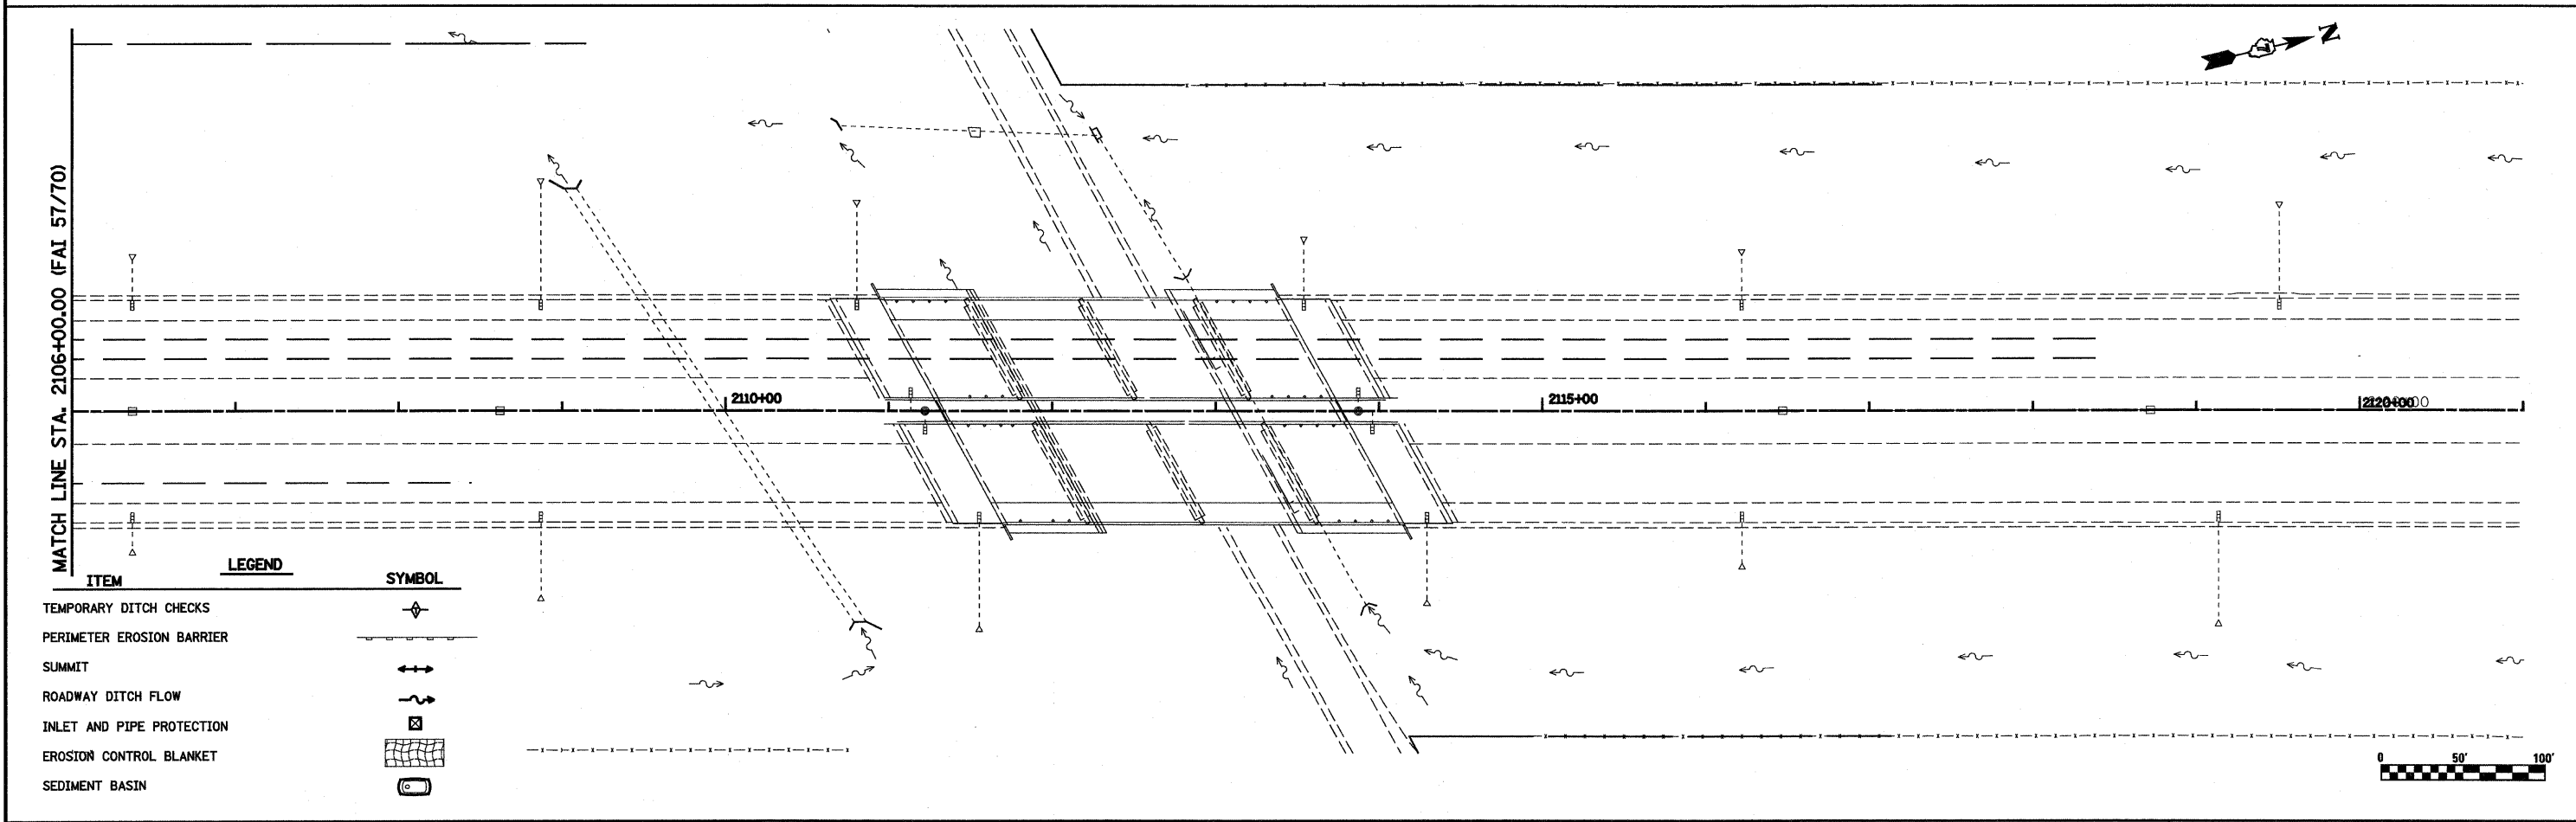 N
MATCH LINE STA. 2106+00.00 (FAI 57/70)
2110+00
2115+00
2120+00
LEGEND
ITEM SYMBOL
TEMPORARY DITCH CHECKS
PERIMETER EROSION BARRIER
SUMMIT
ROADWAY DITCH FLOW
INLET AND PIPE PROTECTION
EROSION CONTROL BLANKET
SEDIMENT BASIN
0 50' 100'